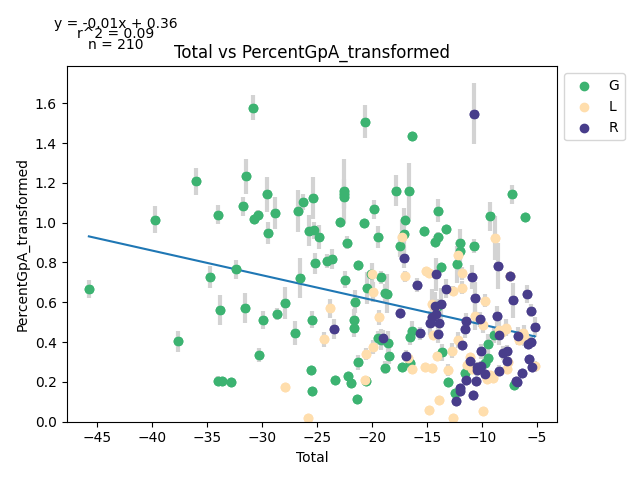 y = -0.01x + 0.36
r^2 = 0.09
n = 210
Total vs PercentGpA_transformed
G
L
R
PercentGpA_transformed
1.6
1.4
1.2
1.0
0.8
0.6
0.4
0.2
0.0
−45 −40 −35 −30 −25 −20 −15 −10 −5
Total